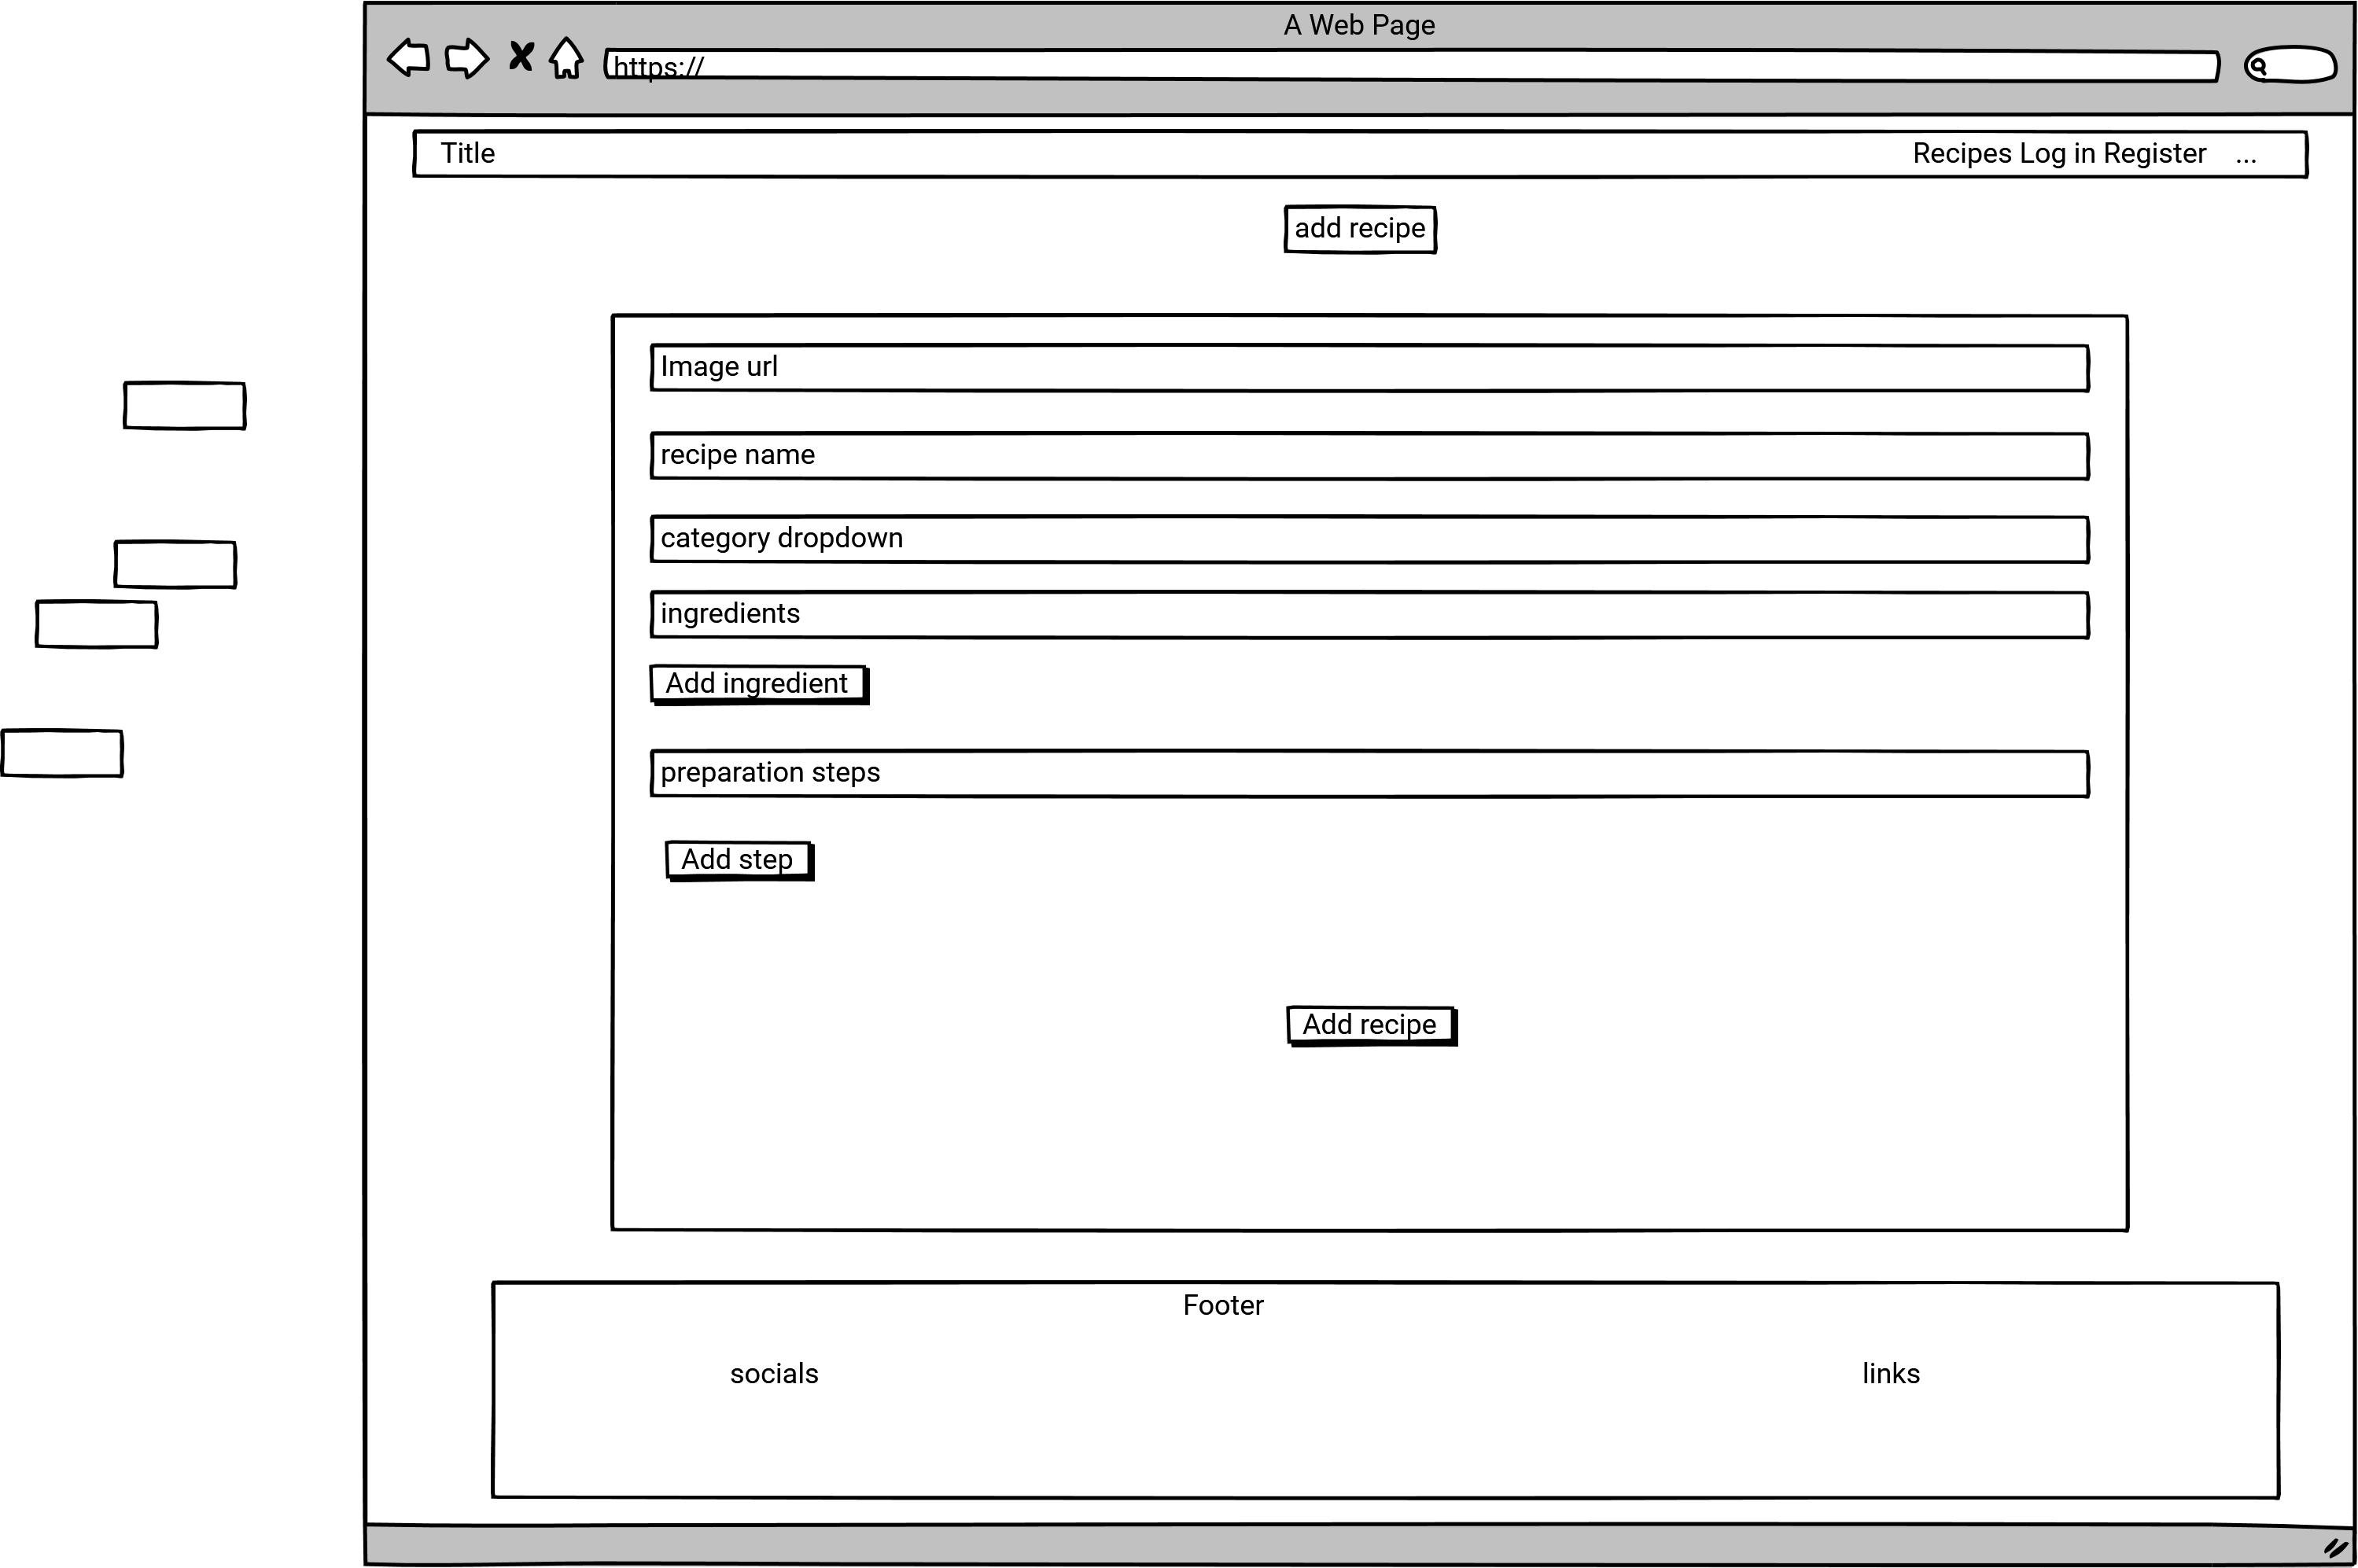 A Web Page
https://
Title
Recipes Log in Register ...
add recipe
Image url
recipe name
category dropdown
ingredients
Add ingredient
preparation steps
Add step
Add recipe
Footer
socials
links